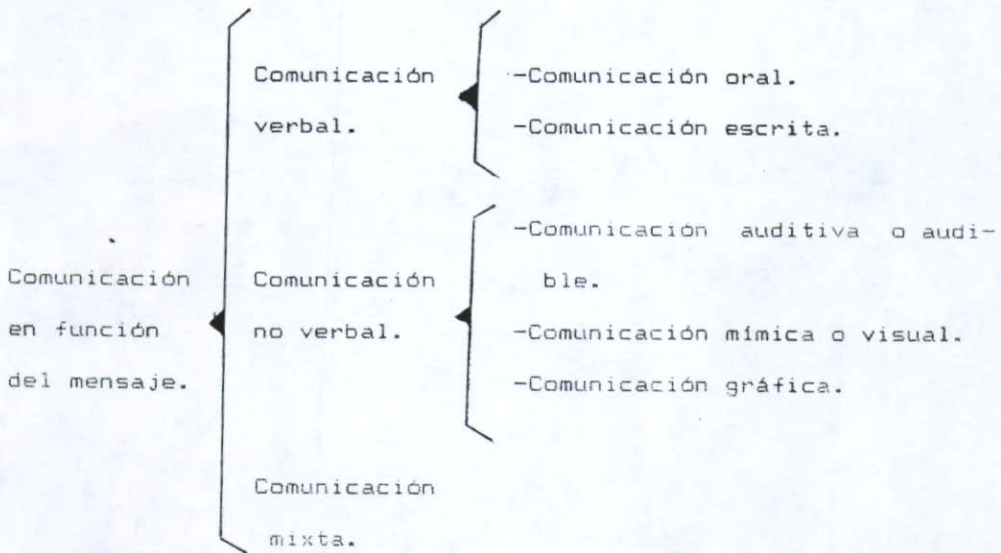 Comunicación
verbal.
-Comunicación oral.
-Comunicación escrita.
Comunicación
en función
del mensaje.
Comunicación
no verbal.
-Comunicación auditiva o audi-
ble.
-Comunicación mímica o visual.
-Comunicación gráfica.
Comunicación
mixta.